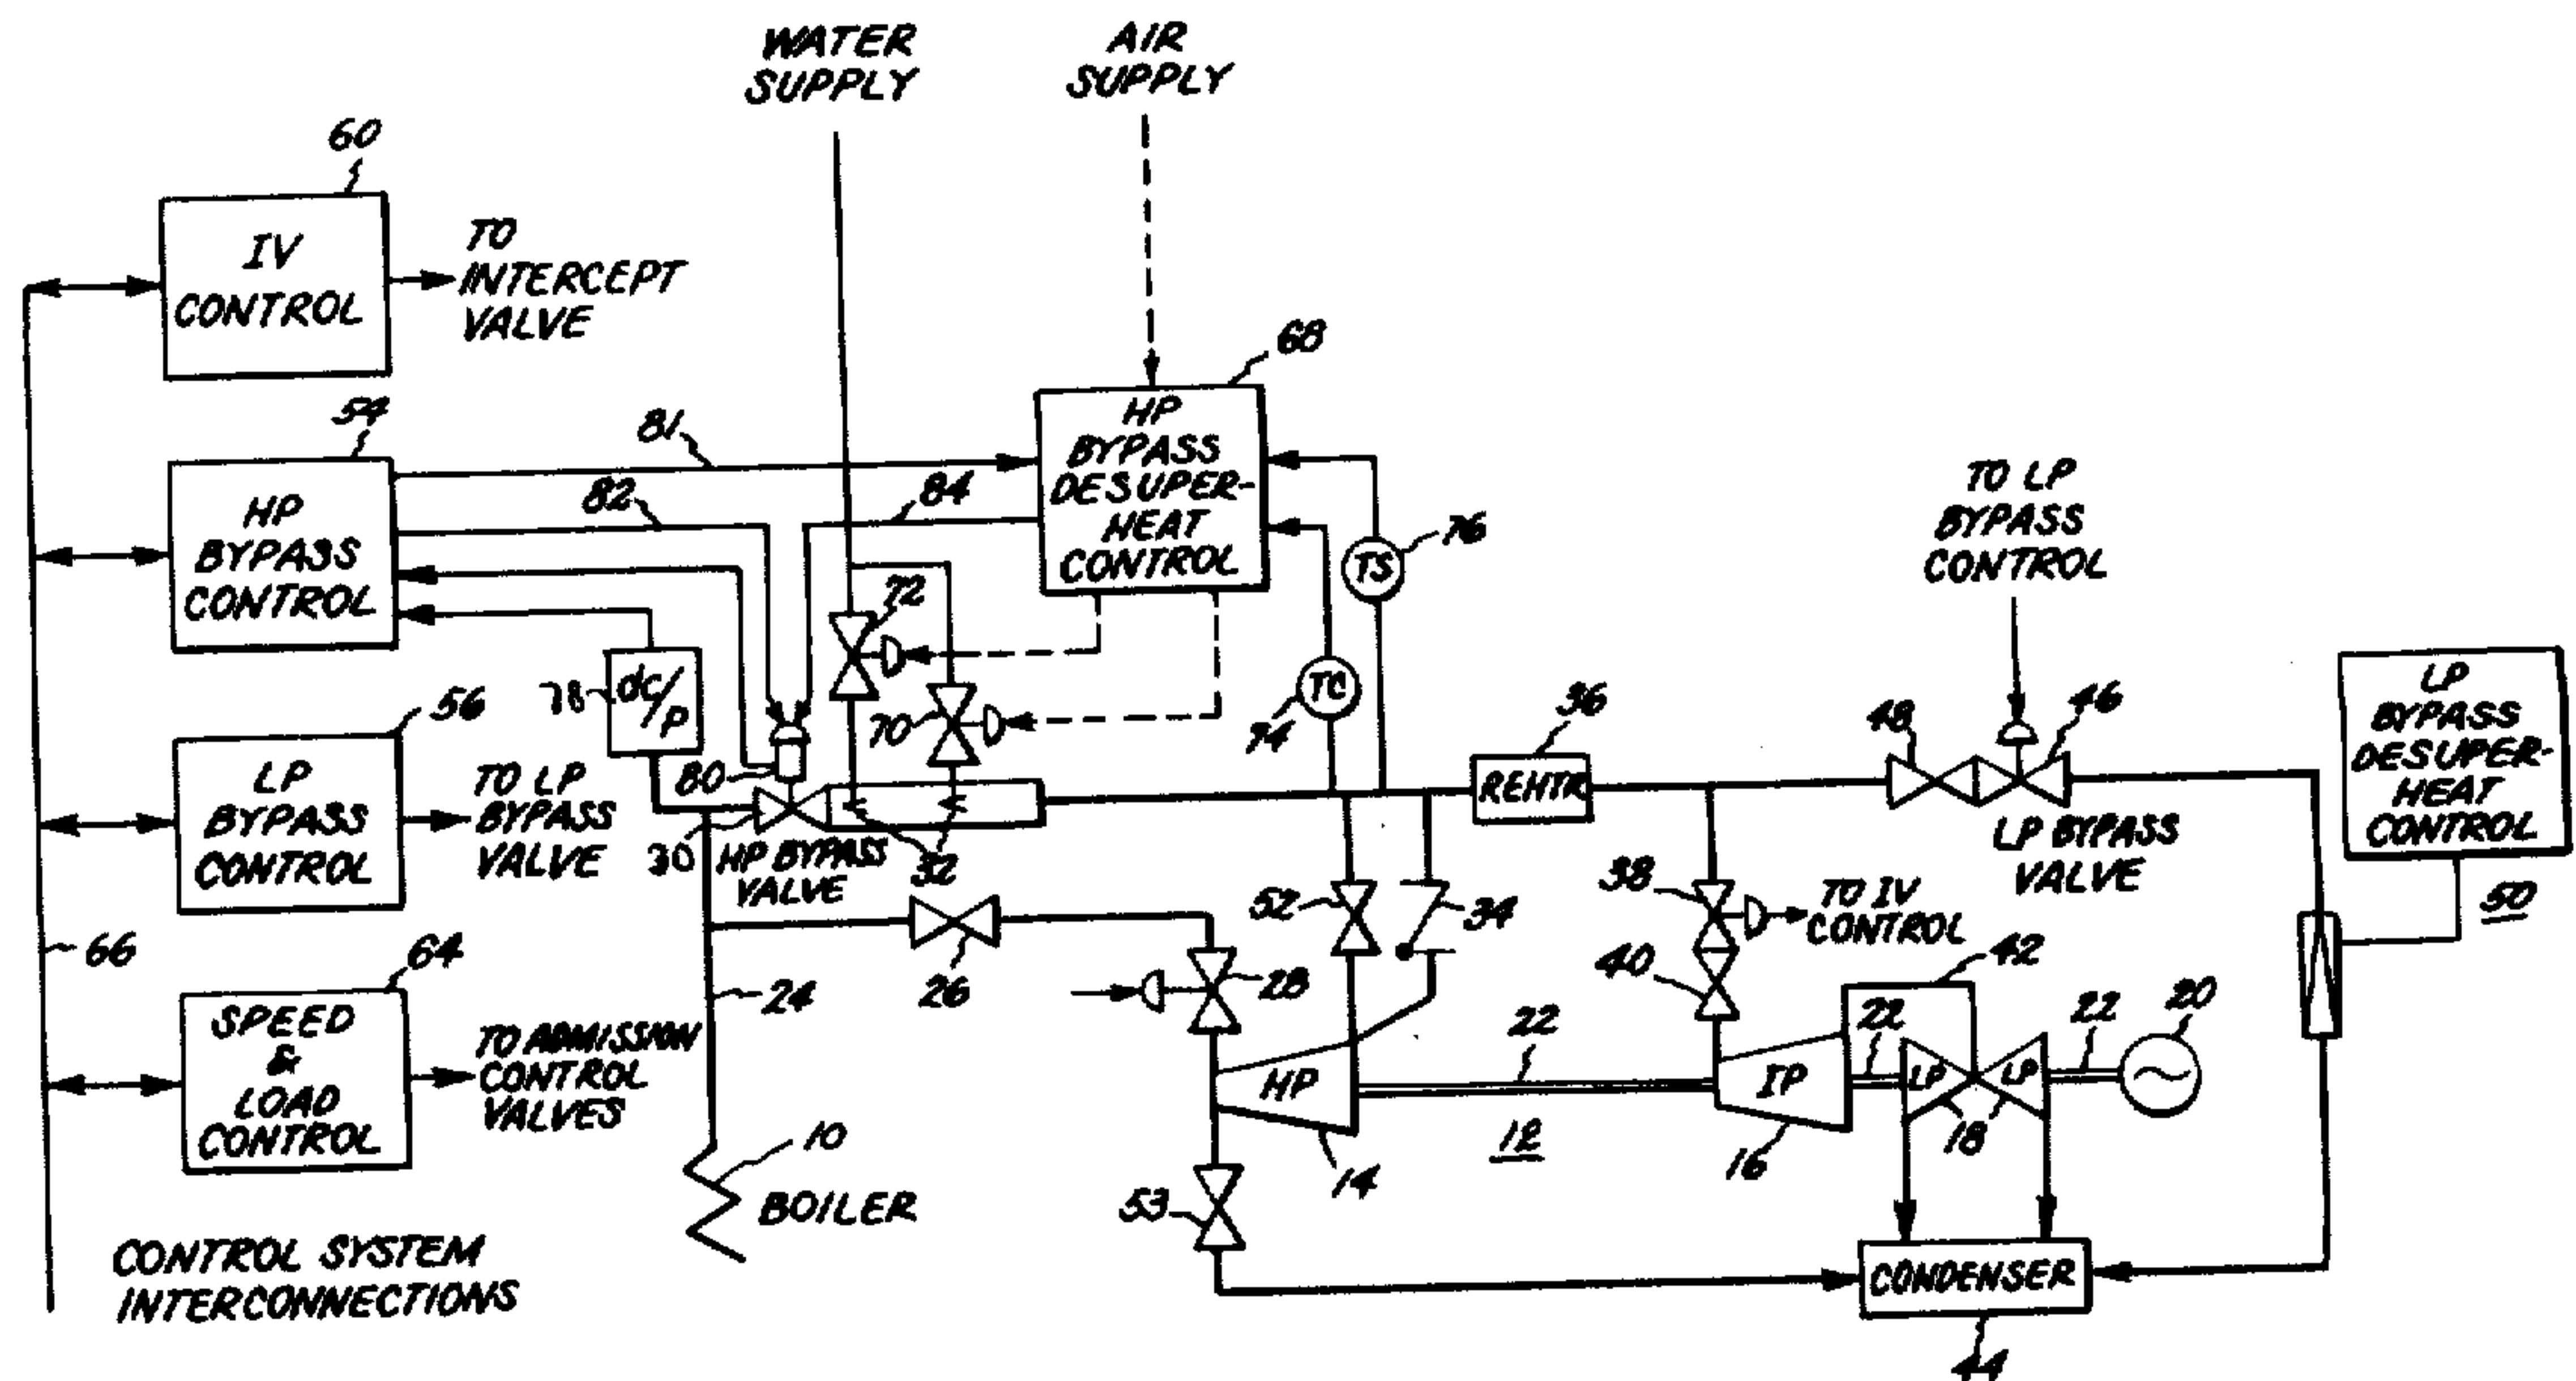 WATER
SUPPLY
AIR
SUPPLY
60
IV
CONTROL
TO
INTERCEPT
VALVE
68
54
81
HP
BYPASS
DESUPER-
HEAT
CONTROL
82
84
HP
BYPASS
CONTROL
76
TS
TO LP
BYPASS
CONTROL
72
78
dc/P
70
TC
74
36
REHTR
48
46
LP
BYPASS
DESUPER-
HEAT
CONTROL
56
LP
BYPASS
CONTROL
TO LP
BYPASS
VALVE
80
30
HP BYPASS
VALVE
32
LP BYPASS
VALVE
52
34
38
TO IV
CONTROL
50
66
64
24
26
28
40
42
SPEED
&
LOAD
CONTROL
TO ADMISSION
CONTROL
VALVES
22
22
22
20
HP
IP
LP
LP
10
BOILER
14
12
16
18
53
CONTROL SYSTEM
INTERCONNECTIONS
CONDENSER
44